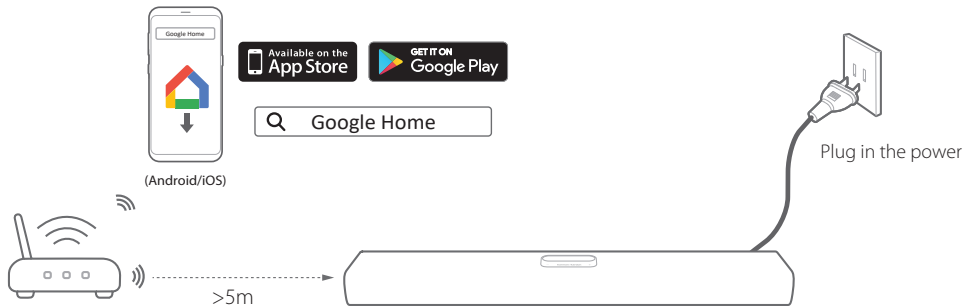 Google Home
Available on the
App Store
GET IT ON
Google Play
Google Home
(Android/iOS)
Plug in the power
>5m